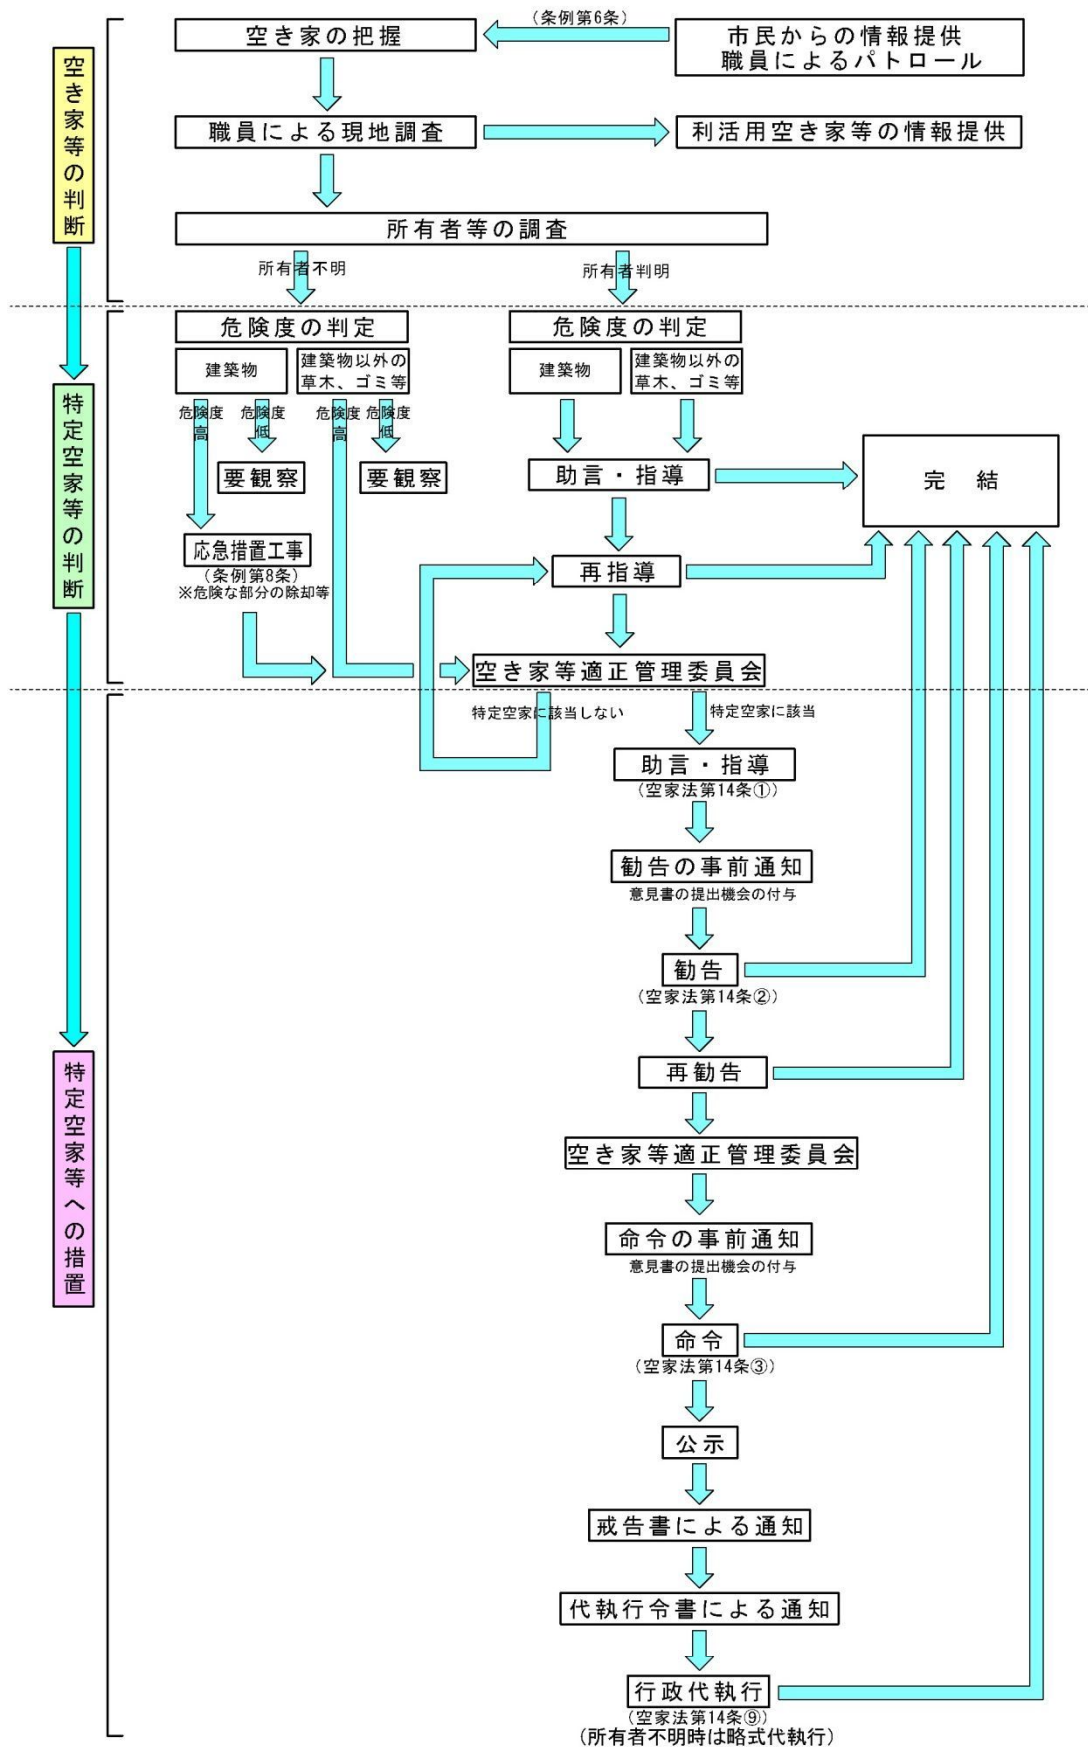 空き家等の判断
特定空家等の判断
特定空家等への措置
(条例第6条)
空き家の把握
市民からの情報提供
職員によるパトロール
職員による現地調査
利活用空き家等の情報提供
所有者等の調査
所有者不明
所有者判明
危険度の判定
危険度の判定
建築物
建築物以外の
草木、ゴミ等
建築物
建築物以外の
草木、ゴミ等
危険度
高
危険度
低
危険度
高
危険度
低
要観察
要観察
助言・指導
完 結
応急措置工事
(条例第8条)
※危険な部分の除却等
再指導
空き家等適正管理委員会
特定空家に該当しない
特定空家に該当
助言・指導
(空家法第14条①)
勧告の事前通知
意見書の提出機会の付与
勧告
(空家法第14条②)
再勧告
空き家等適正管理委員会
命令の事前通知
意見書の提出機会の付与
命令
(空家法第14条③)
公示
戒告書による通知
代執行令書による通知
行政代執行
(空家法第14条⑨)
(所有者不明時は略式代執行)